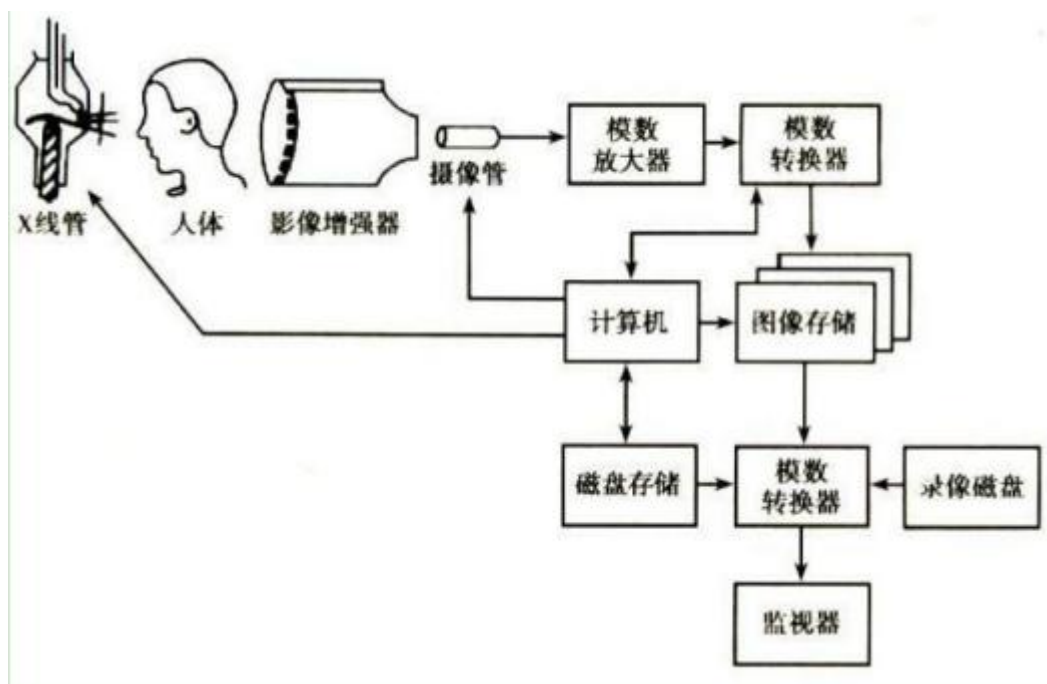 模数
放大器
模数
转换器
摄像管
X线管
人体
影像增强器
计算机
图像存储
磁盘存储
模数
转换器
录像磁盘
监视器